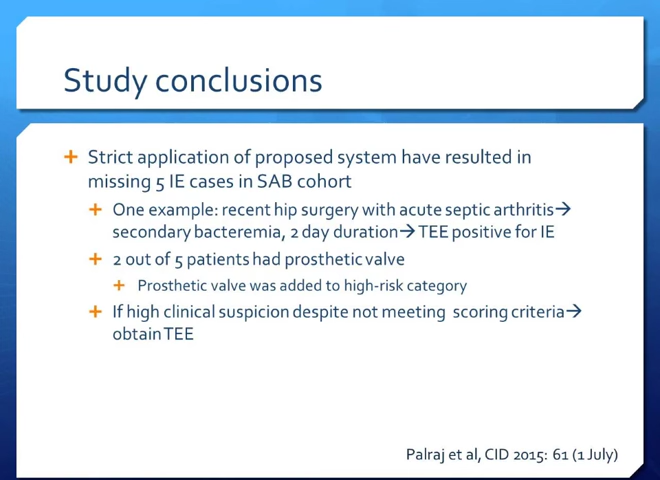 Study conclusions
Strict application of proposed system have resulted in
missing 5 IE cases in SAB cohort
One example: recent hip surgery with acute septic arthritis→
secondary bacteremia, 2 day duration→ TEE positive for IE
2 out of 5 patients had prosthetic valve
Prosthetic valve was added to high-risk category
If high clinical suspicion despite not meeting scoring criteria→
obtain TEE
Palraj et al, CID 2015: 61 (1 July)